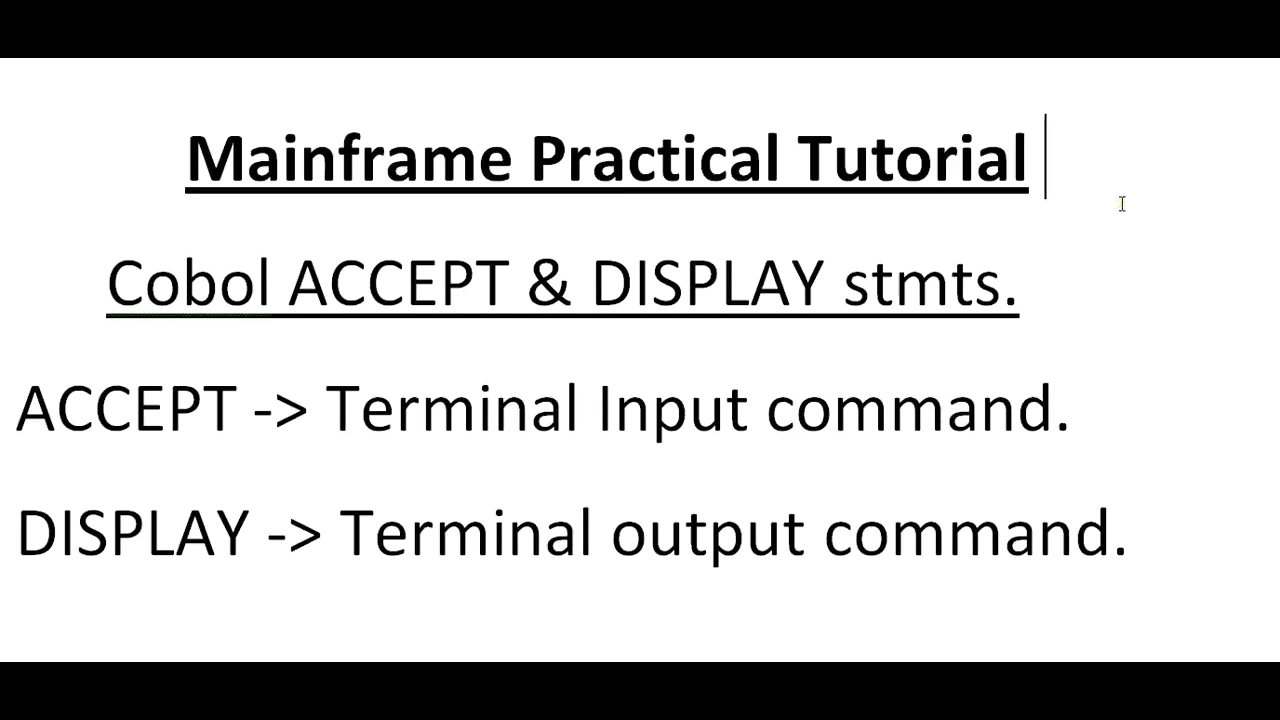 Mainframe Practical Tutorial
Cobol ACCEPT & DISPLAY stmts.
ACCEPT -> Terminal Input command.
DISPLAY -> Terminal output command.